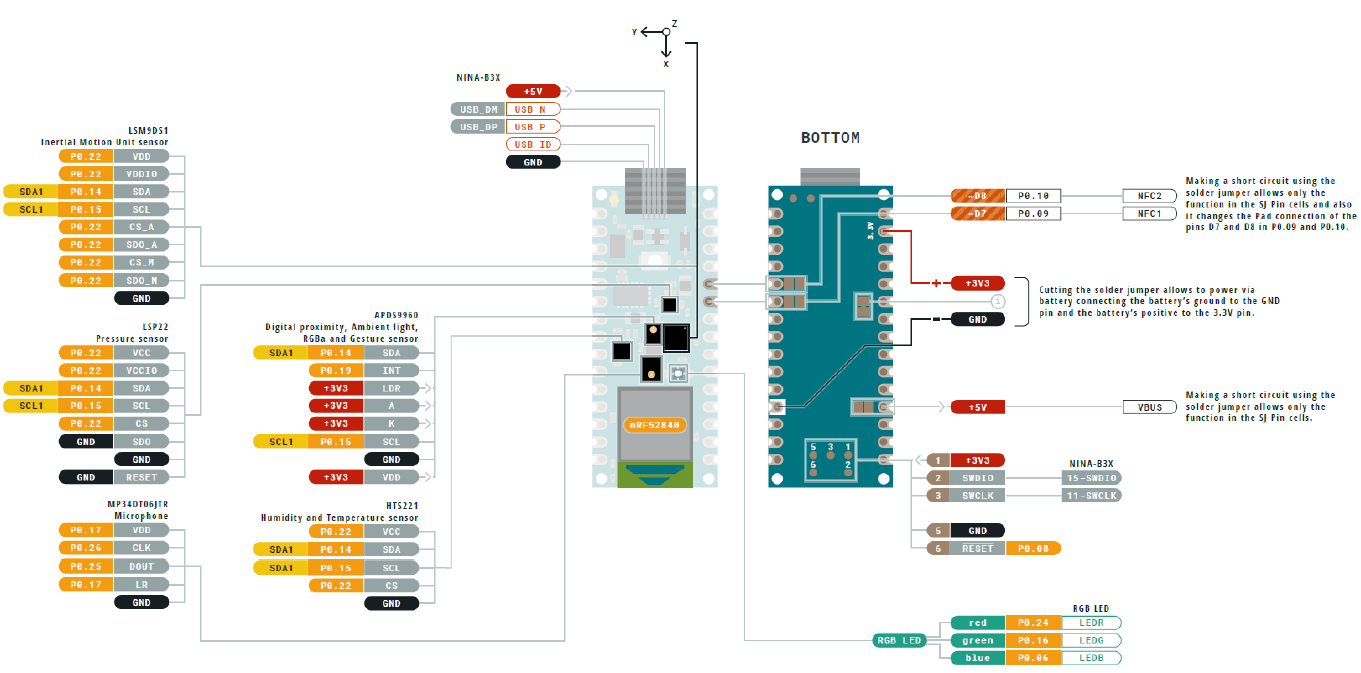 Z
Y
X
NINA-B3X
+5V
USB_DM USB N
USB_DP USB P
USB ID
GND
LSM9DS1
Inertial Motion Unit sensor
P0.22 VDD
P0.22 VDDIO
SDA1 P0.14 SDA
SCL1 P0.15 SCL
P0.22 CS_A
P0.22 SDO_A
P0.22 CS_M
P0.22 SDO_M
GND
LSP22
Pressure sensor
P0.22 VCC
P0.22 VCCIO
SDA1 P0.14 SDA
SCL1 P0.15 SCL
P0.22 CS
GND SDO
GND
GND RESET
MP34DT06JTR
Microphone
P0.17 VDD
P0.26 CLK
P0.25 DOUT
P0.17 LR
GND
APDS9960
Digital proximity, Ambient light,
RGBa and Gesture sensor
SDA1 P0.14 SDA
P0.19 INT
+3V3 LDR
+3V3 A
+3V3 K
SCL1 P0.15 SCL
GND
+3V3 VDD
HTS221
Humidity and Temperature sensor
P0.22 VCC
SDA1 P0.14 SDA
SDA1 P0.15 SCL
P0.22 CS
GND
nRF52840
BOTTOM
3.3V
5 3 1
6 2
~D8 P0.10 NFC2
~D7 P0.09 NFC1
Making a short circuit using the
solder jumper allows only the
function in the SJ Pin cells and also
it changes the Pad connection of the
pins D7 and D8 in P0.09 and P0.10.
+ +3V3
1
- GND
Cutting the solder jumper allows to power via
battery connecting the battery's ground to the GND
pin and the battery's positive to the 3.3V pin.
+5V VBUS
Making a short circuit using the
solder jumper allows only the
function in the SJ Pin cells.
NINA-B3X
1 +3V3
2 SWDIO 15-SWDIO
3 SWCLK 11-SWCLK
5 GND
6 RESET P0.08
RGB LED
RGB LED
red P0.24 LEDR
green P0.16 LEDG
blue P0.06 LEDB